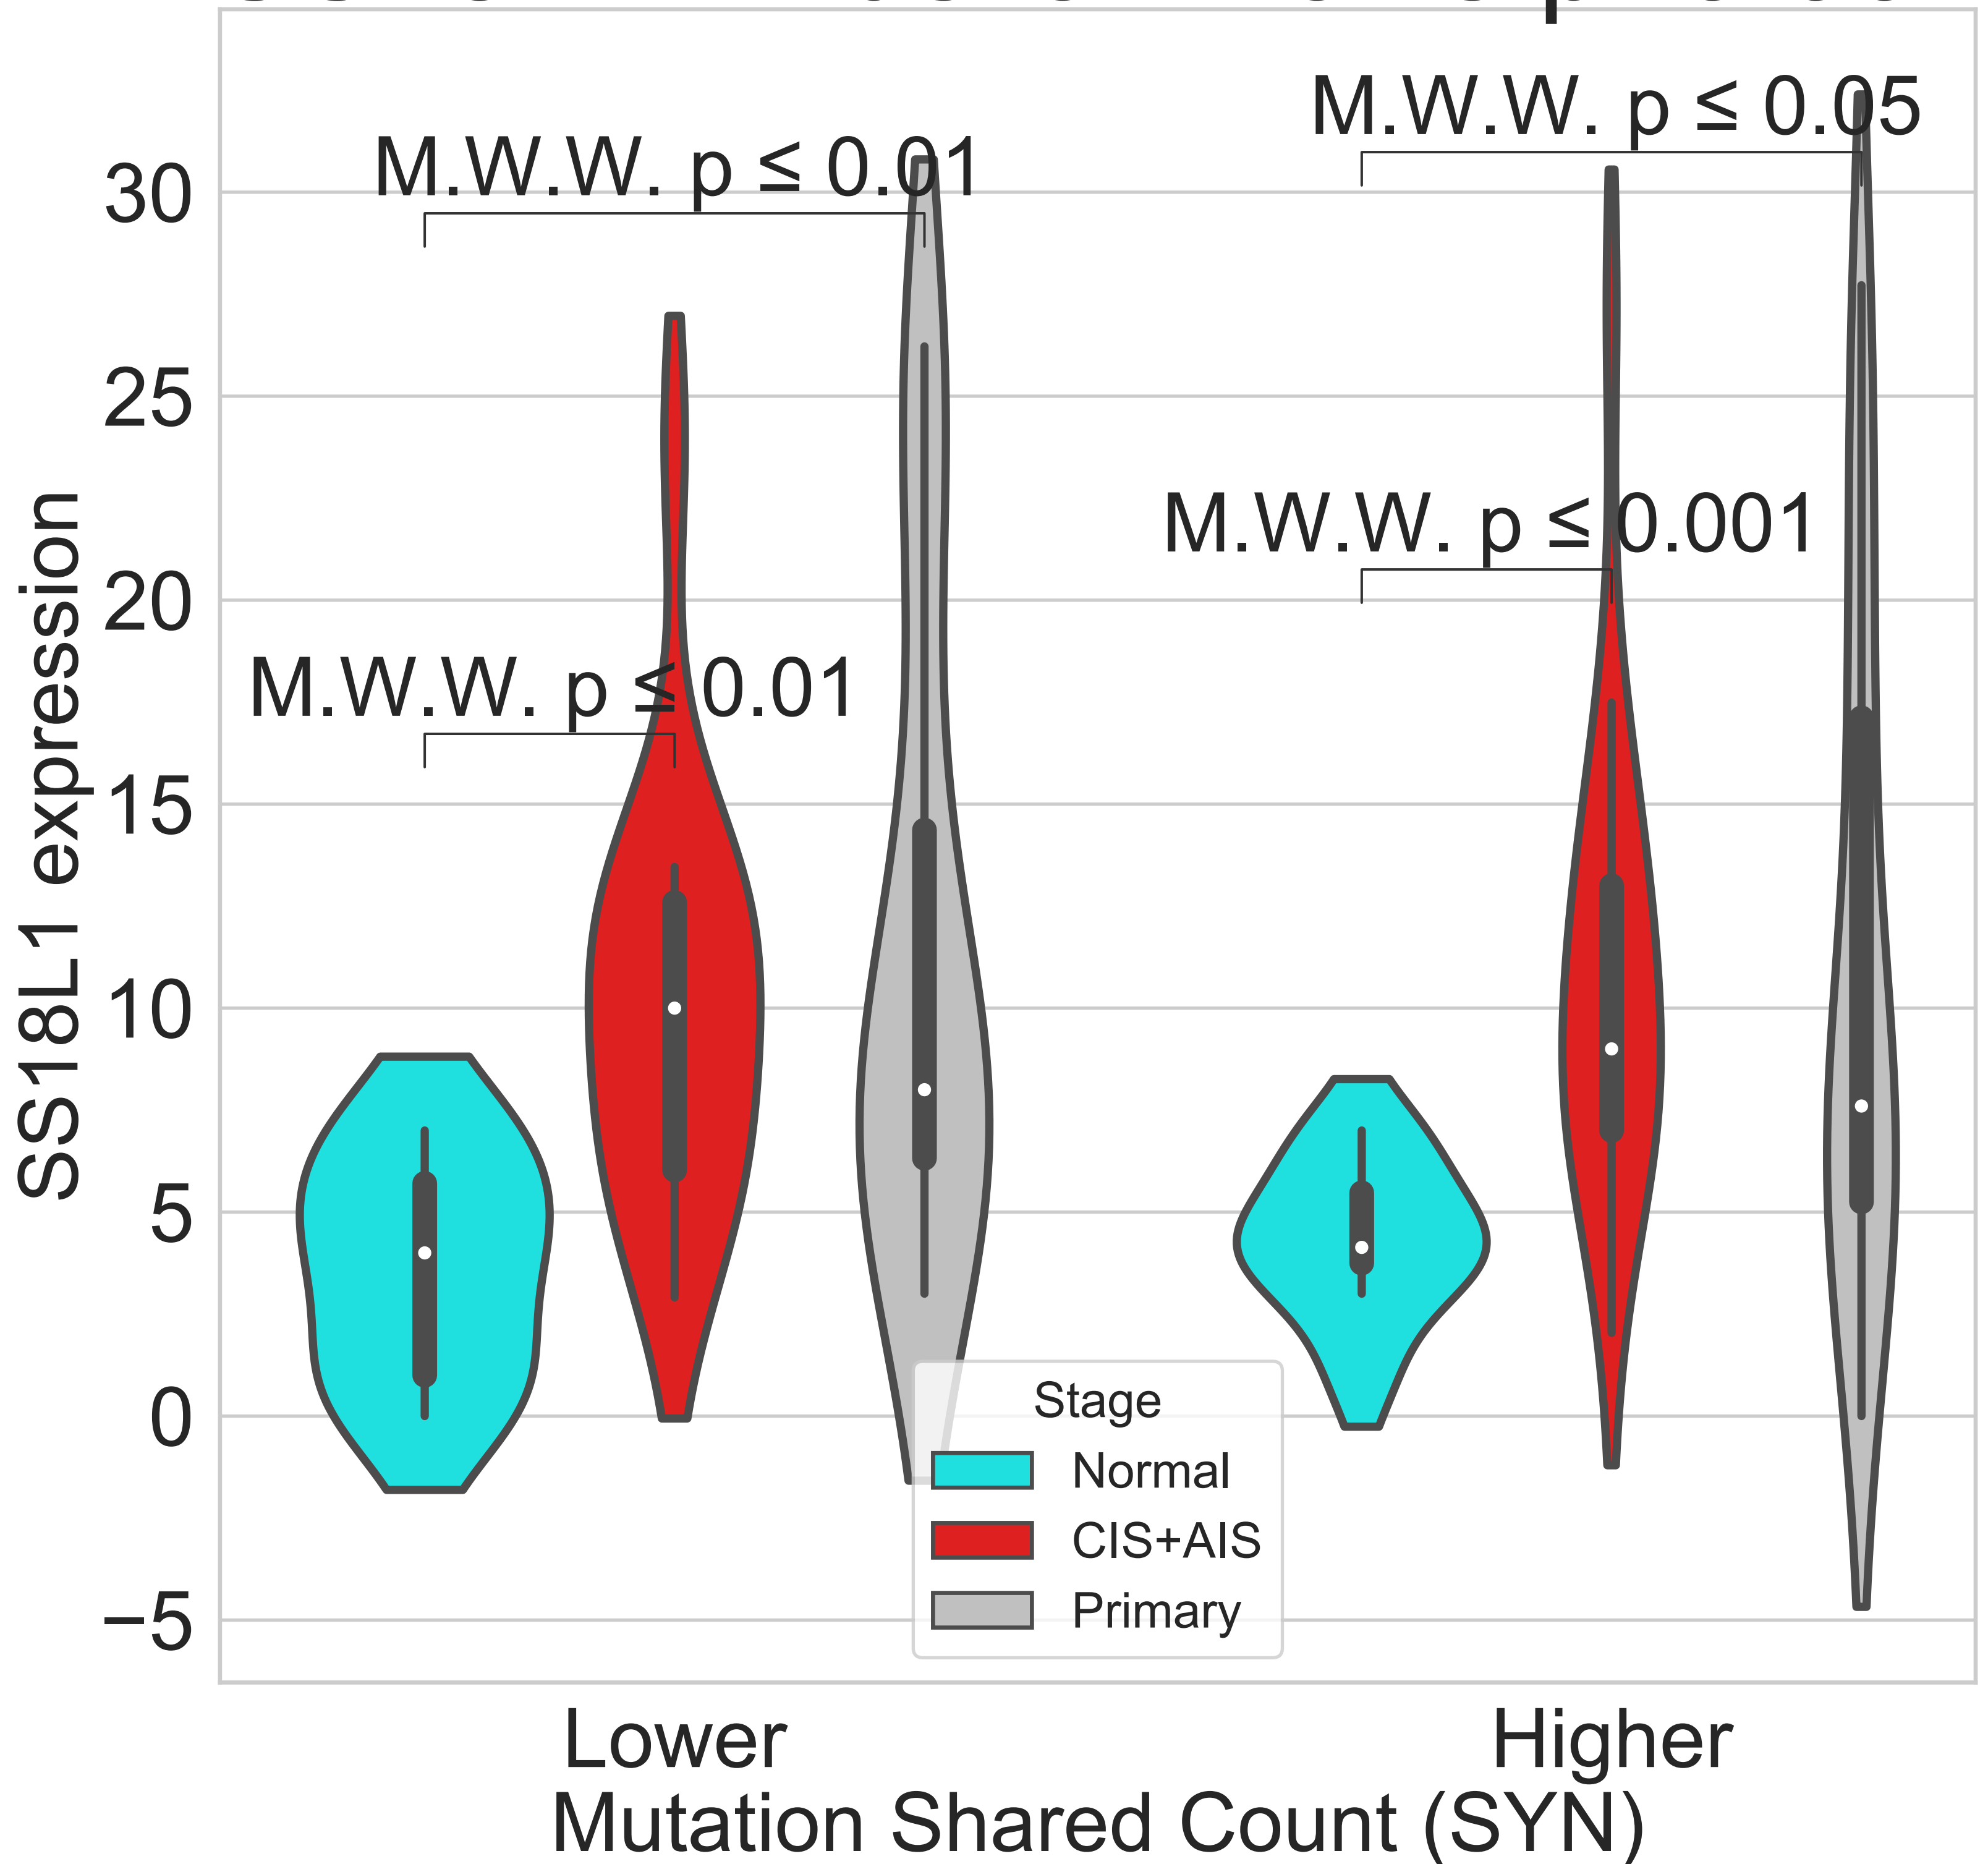 M.W.W. p ≤ 0.05
M.W.W. p ≤ 0.01
30
25
M.W.W. p ≤ 0.001
20
M.W.W. p ≤ 0.01
15
10
5
0
−5
SS18L1 expression
Stage
Normal
CIS+AIS
Primary
Lower
Higher
Mutation Shared Count (SYN)